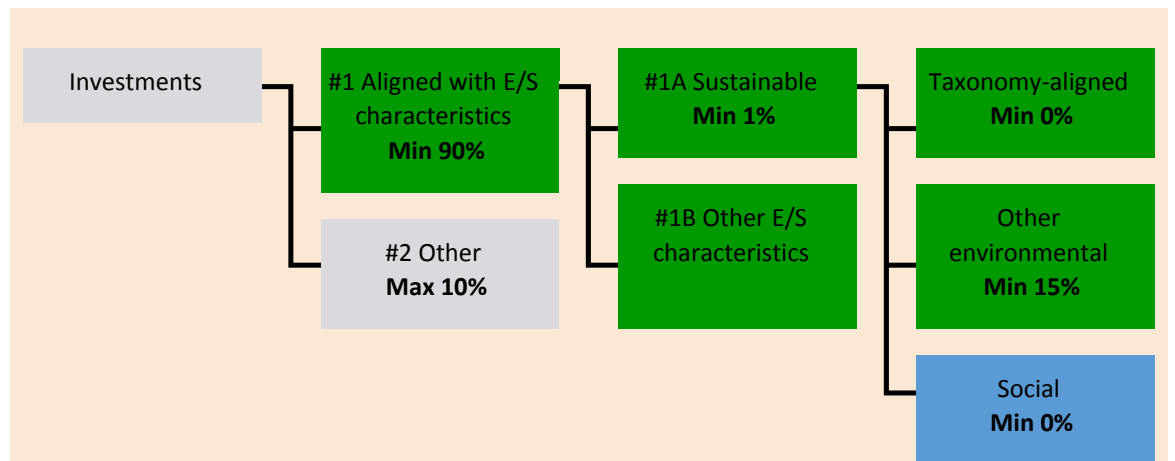 Investments
#1 Aligned with E/S
characteristics
Min 90%
#2 Other
Max 10%
#1A Sustainable
Min 1%
#1B Other E/S
characteristics
Taxonomy-aligned
Min 0%
Other
environmental
Min 15%
Social
Min 0%